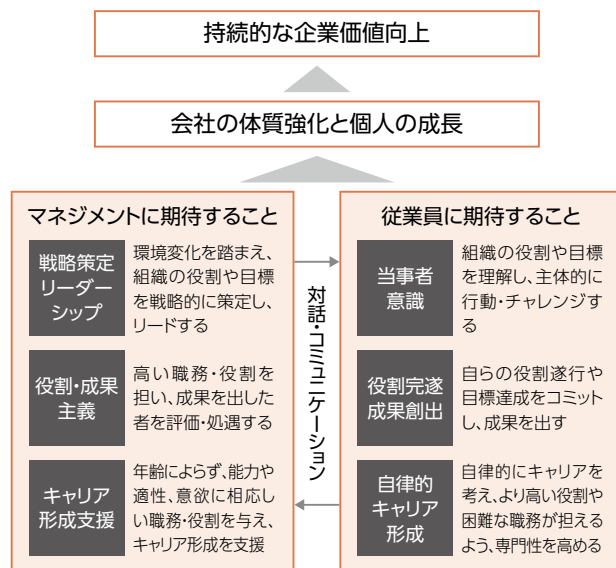 持続的な企業価値向上
会社の体質強化と個人の成長
マネジメントに期待すること
戦略策定
リーダー
シップ
環境変化を踏まえ、
組織の役割や目標
を戦略的に策定し、
リードする
役割・成果
主義
高い職務・役割を
担い、成果を出した
者を評価・処遇する
キャリア
形成支援
年齢によらず、能力や
適性、意欲に相応し
い職務・役割を与え、
キャリア形成を支援
対話・コミュニケーション
従業員に期待すること
当事者
意識
組織の役割や目標
を理解し、主体的に
行動・チャレンジす
る
役割完遂
成果創出
自らの役割遂行や
目標達成をコミット
し、成果を出す
自律的
キャリア
形成
自律的にキャリアを
考え、より高い役割や
困難な職務が担える
よう、専門性を高める